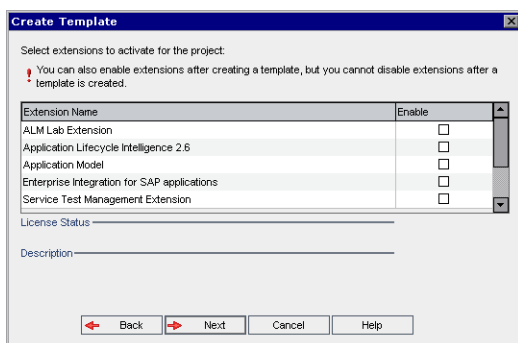 Create Template
Select extensions to activate for the project:
You can also enable extensions after creating a template, but you cannot disable extensions after a
template is created.
Extension Name Enable
ALM Lab Extension
Application Lifecycle Intelligence 2.6
Application Model
Enterprise Integration for SAP applications
Service Test Management Extension
License Status
Description
Back Next Cancel Help